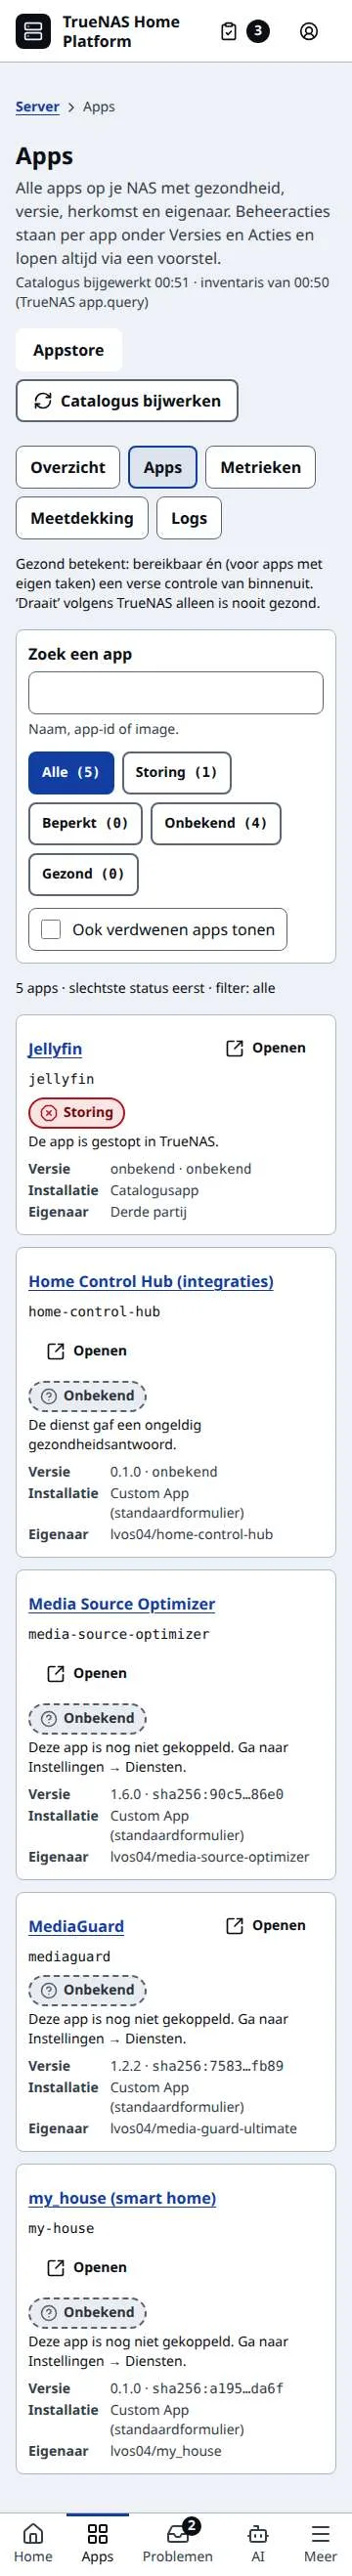 TrueNAS Home
Platform
3
Server > Apps
Apps
Alle apps op je NAS met gezondheid,
versie, herkomst en eigenaar. Beheeracties
staan per app onder Versies en Acties en
lopen altijd via een voorstel.
Catalogus bijgewerkt 00:51 · inventaris van 00:50
(TrueNAS app.query)
Appstore
Catalogus bijwerken
Overzicht
Apps
Metrieken
Meetdekking
Logs
Gezond betekent: bereikbaar én (voor apps met
eigen taken) een verse controle van binnenuit.
‘Draait’ volgens TrueNAS alleen is nooit gezond.
Zoek een app
Naam, app-id of image.
Alle (5)
Storing (1)
Beperkt (0)
Onbekend (4)
Gezond (0)
Ook verdwenen apps tonen
5 apps · slechtste status eerst · filter: alle
Jellyfin
Openen
jellyfin
Storing
De app is gestopt in TrueNAS.
Versie onbekend · onbekend
Installatie Catalogusapp
Eigenaar Derde partij
Home Control Hub (integraties)
home-control-hub
Openen
Onbekend
De dienst gaf een ongeldig
gezondheidsantwoord.
Versie 0.1.0 · onbekend
Installatie Custom App
(standaardformulier)
Eigenaar lvos04/home-control-hub
Media Source Optimizer
media-source-optimizer
Openen
Onbekend
Deze app is nog niet gekoppeld. Ga naar
Instellingen → Diensten.
Versie 1.6.0 · sha256:90c5…86e0
Installatie Custom App
(standaardformulier)
Eigenaar lvos04/media-source-optimizer
MediaGuard
Openen
mediaguard
Onbekend
Deze app is nog niet gekoppeld. Ga naar
Instellingen → Diensten.
Versie 1.2.2 · sha256:7583…fb89
Installatie Custom App
(standaardformulier)
Eigenaar lvos04/media-guard-ultimate
my_house (smart home)
my-house
Openen
Onbekend
Deze app is nog niet gekoppeld. Ga naar
Instellingen → Diensten.
Versie 0.1.0 · sha256:a195…da6f
Installatie Custom App
(standaardformulier)
Eigenaar lvos04/my_house
2
Home
Apps
Problemen
AI
Meer